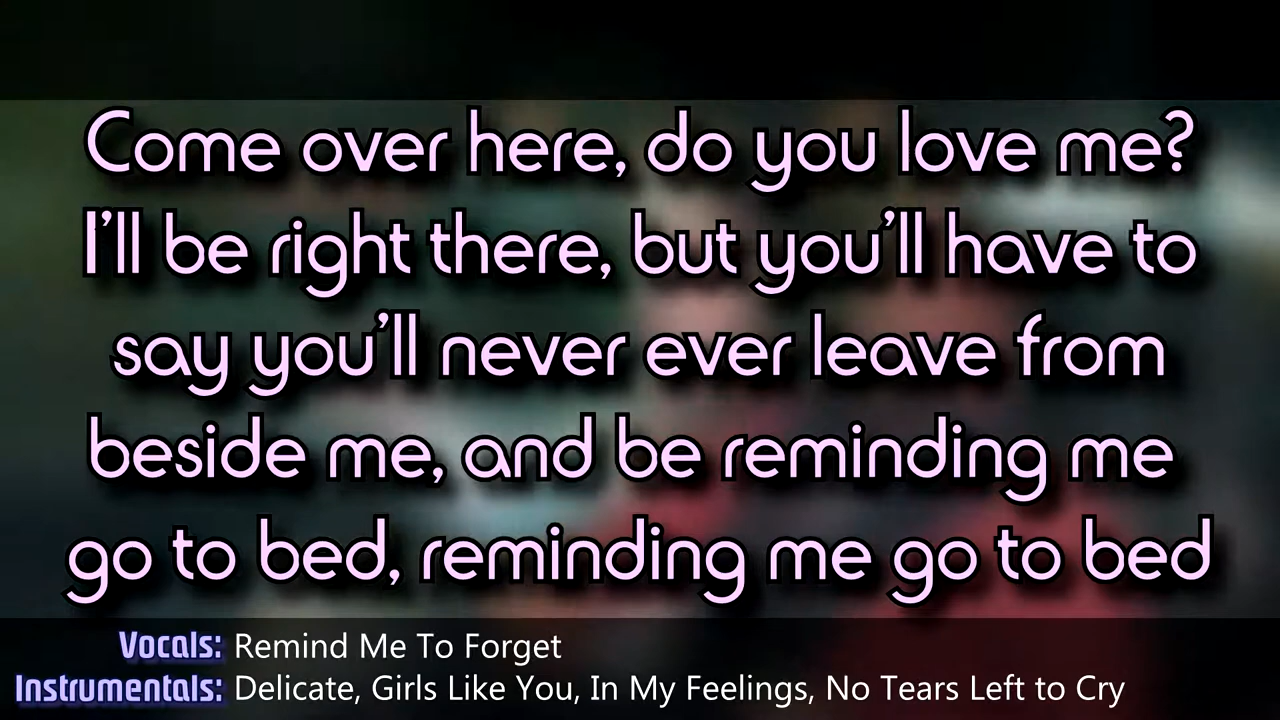 Come over here, do you love me?
I'll be right there, but you'll have to
say you'll never ever leave from
beside me, and be reminding me
go to bed, reminding me go to bed
Vocals: Remind Me To Forget
Instrumentals: Delicate, Girls Like You, In My Feelings, No Tears Left to Cry